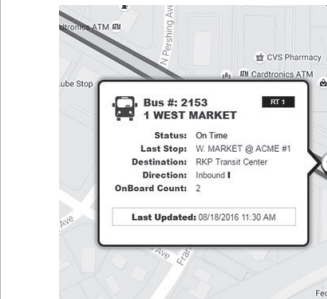 ATM
N Pershing Ave
CVS Pharmacy
Cardtronics ATM
ube Stop
Bus #: 2153
RT 1
1 WEST MARKET
Status: On Time
Last Stop: W. MARKET @ ACME #1
Destination: RKP Transit Center
Direction: Inbound
OnBoard Count: 2
Last Updated: 08/18/2016 11:30 AM
Ave
Fran
Fec